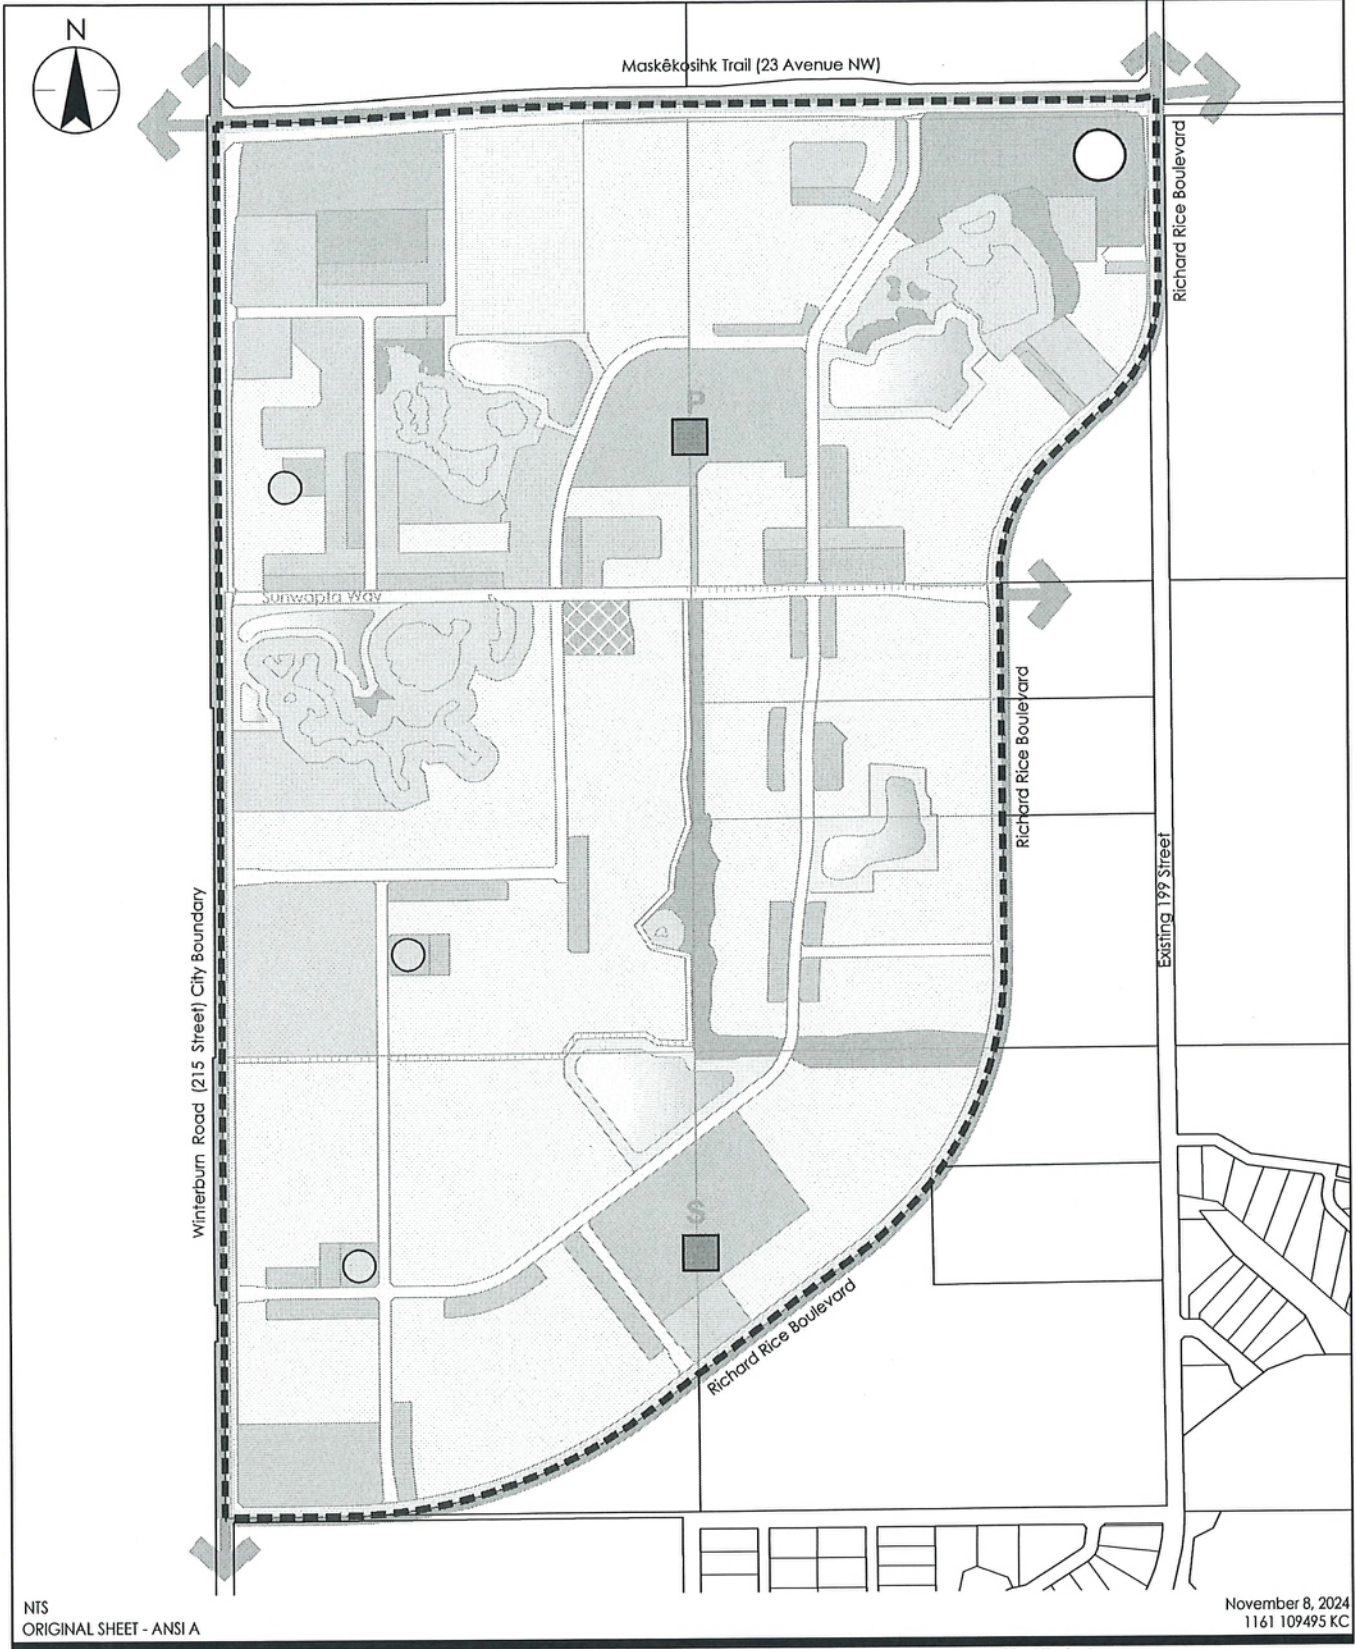 N
Maskêkosihk Trail (23 Avenue NW)
Richard Rice Boulevard
P
Sunwapta Way
Richard Rice Boulevard
Existing 199 Street
Winterburn Road (215 Street) City Boundary
S
Richard Rice Boulevard
NTS
ORIGINAL SHEET - ANSI A
November 8, 2024
1161 109495 KC